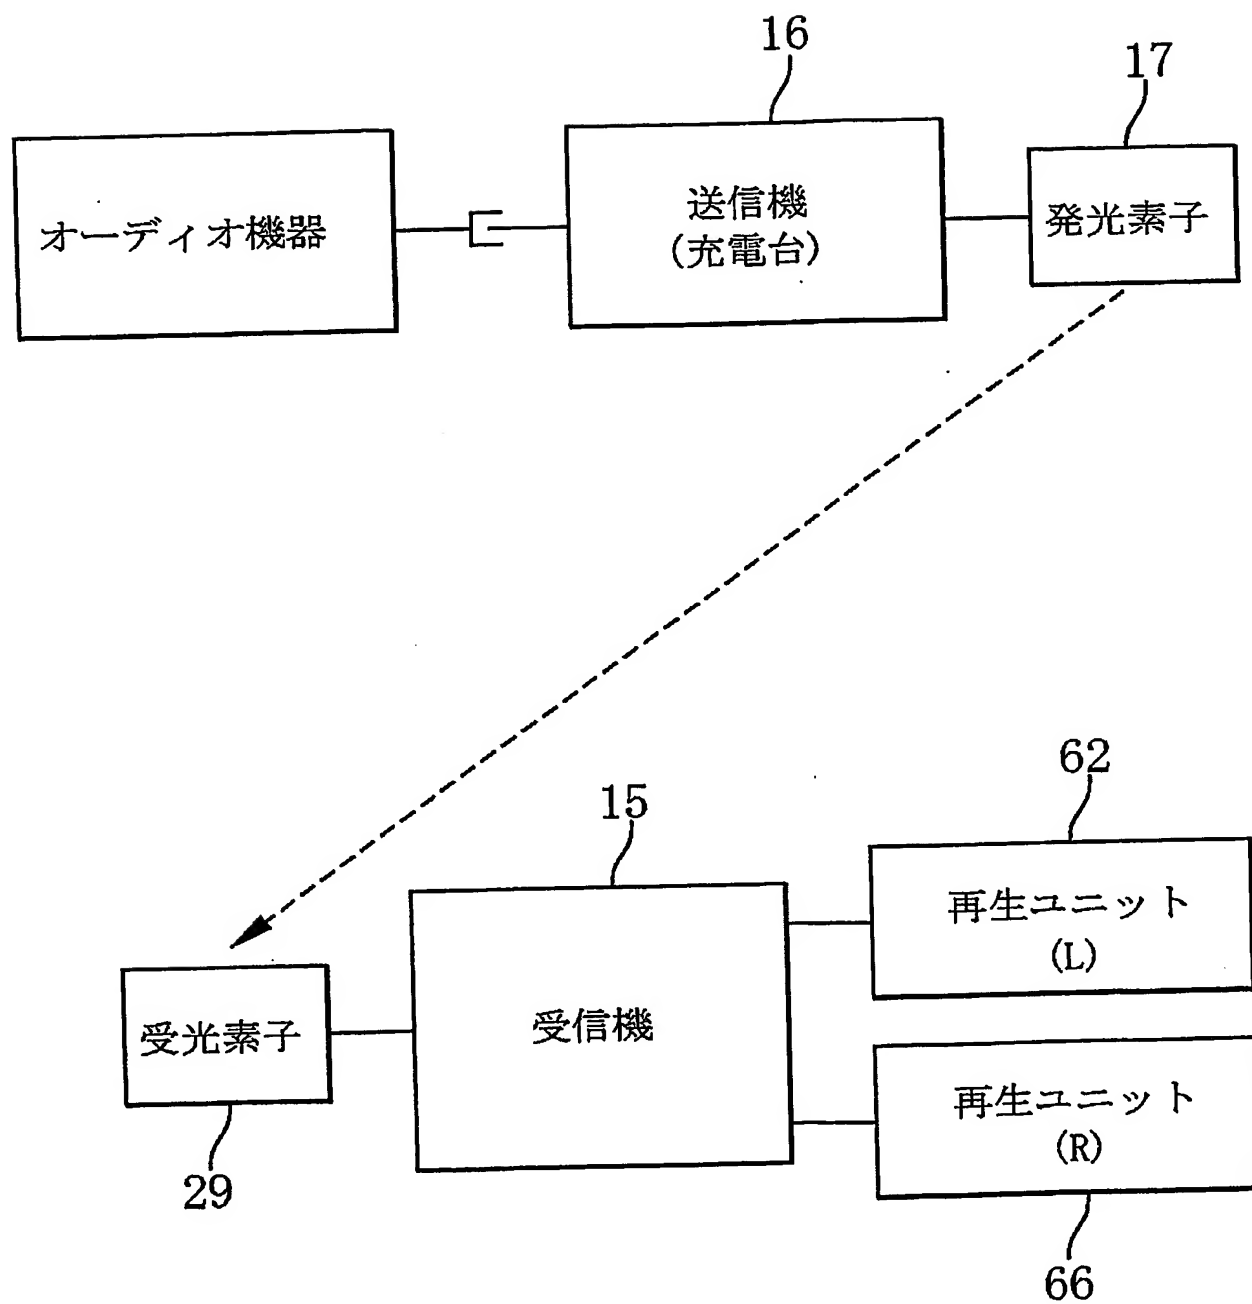 16
17
オーディオ機器
送信機
(充電台)
発光素子
62
15
再生ユニット
(L)
受光素子
受信機
再生ユニット
(R)
29
66